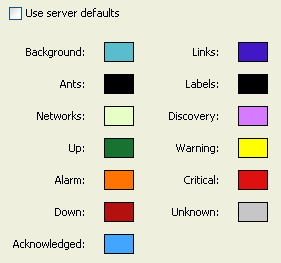 Use server defaults
Background: Links:
Ants: Labels:
Networks: Discovery:
Up: Warning:
Alarm: Critical:
Down: Unknown:
Acknowledged: